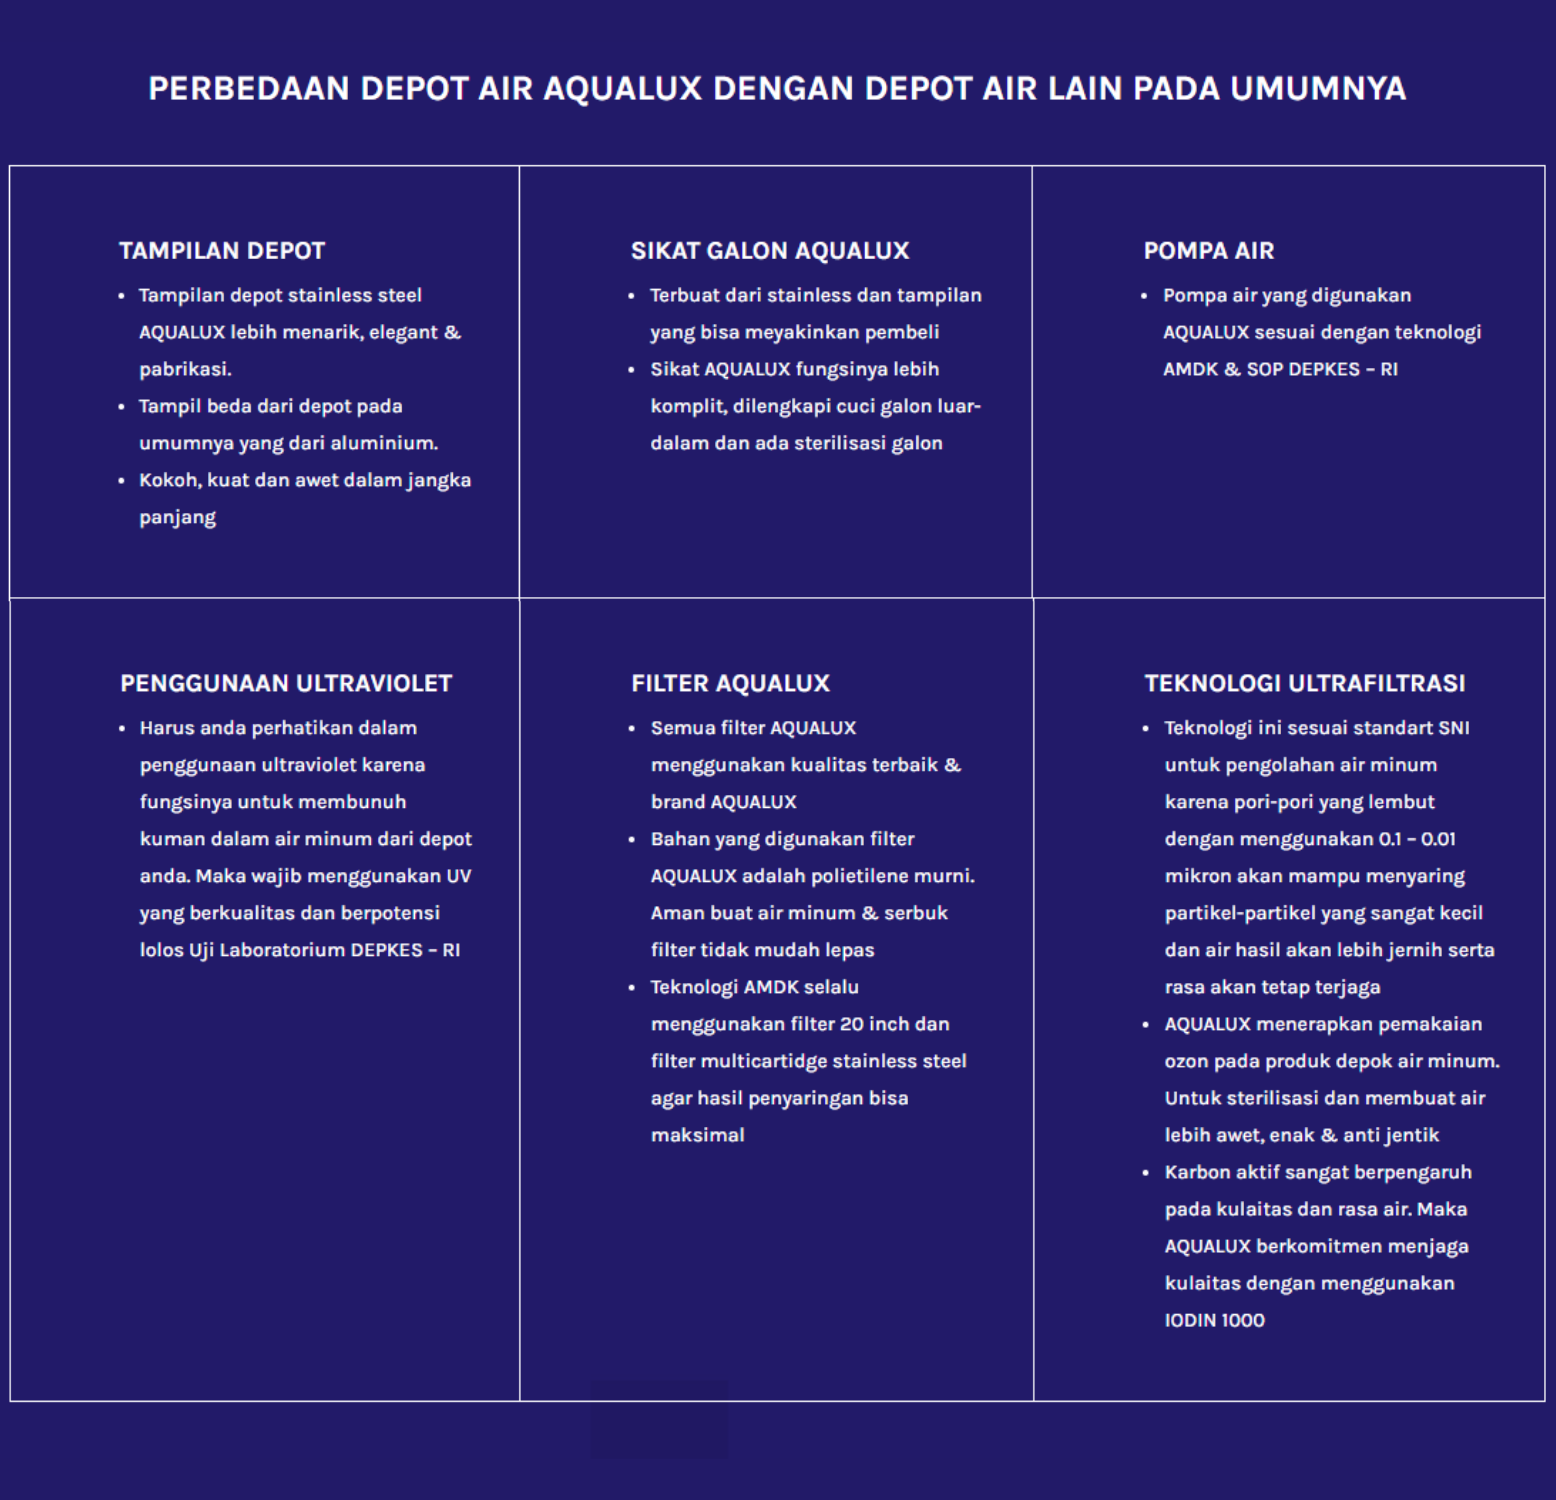 PERBEDAAN DEPOT AIR AQUALUX DENGAN DEPOT AIR LAIN PADA UMUMNYA
TAMPILAN DEPOT
• Tampilan depot stainless steel
AQUALUX lebih menarik, elegant &
pabrikasi.
• Tampil beda dari depot pada
umumnya yang dari aluminium.
• Kokoh, kuat dan awet dalam jangka
panjang
SIKAT GALON AQUALUX
• Terbuat dari stainless dan tampilan
yang bisa meyakinkan pembeli
• Sikat AQUALUX fungsinya lebih
komplit, dilengkapi cuci galon luar-
dalam dan ada sterilisasi galon
POMPA AIR
• Pompa air yang digunakan
AQUALUX sesuai dengan teknologi
AMDK & SOP DEPKES – RI
PENGGUNAAN ULTRAVIOLET
• Harus anda perhatikan dalam
penggunaan ultraviolet karena
fungsinya untuk membunuh
kuman dalam air minum dari depot
anda. Maka wajib menggunakan UV
yang berkualitas dan berpotensi
lolos Uji Laboratorium DEPKES – RI
FILTER AQUALUX
• Semua filter AQUALUX
menggunakan kualitas terbaik &
brand AQUALUX
• Bahan yang digunakan filter
AQUALUX adalah polietilene murni.
Aman buat air minum & serbuk
filter tidak mudah lepas
• Teknologi AMDK selalu
menggunakan filter 20 inch dan
filter multicartidge stainless steel
agar hasil penyaringan bisa
maksimal
TEKNOLOGI ULTRAFILTRASI
• Teknologi ini sesuai standart SNI
untuk pengolahan air minum
karena pori-pori yang lembut
dengan menggunakan 0.1 – 0.01
mikron akan mampu menyaring
partikel-partikel yang sangat kecil
dan air hasil akan lebih jernih serta
rasa akan tetap terjaga
• AQUALUX menerapkan pemakaian
ozon pada produk depok air minum.
Untuk sterilisasi dan membuat air
lebih awet, enak & anti jentik
• Karbon aktif sangat berpengaruh
pada kulaitas dan rasa air. Maka
AQUALUX berkomitmen menjaga
kulaitas dengan menggunakan
IODIN 1000